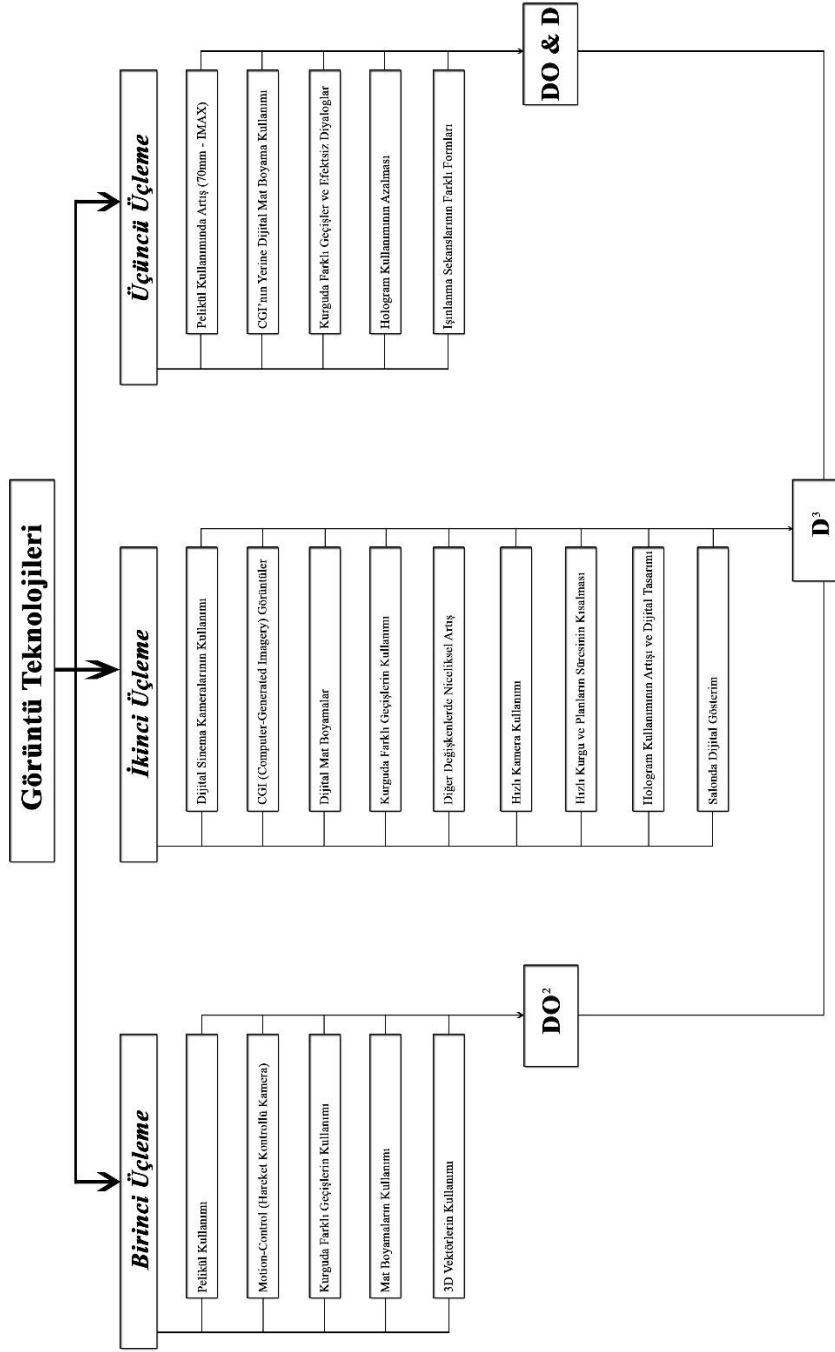 Görüntü Teknolojileri
Birinci Üçleme
Pelikül Kullanımı
Motion-Control (Hareket Kontrollü Kamera)
Kurguda Farklı Geçişlerin Kullanımı
Mat Boyamaların Kullanımı
3D Vektörlerin Kullanımı
DO²
İkinci Üçleme
Dijital Sinema Kameralarının Kullanımı
CGI (Computer-Generated Imagery) Görüntüler
Dijital Mat Boyamalar
Kurguda Farklı Geçişlerin Kullanımı
Diğer Değişkenlerde Niceliksel Artış
Hızlı Kamera Kullanımı
Hızlı Kurgu ve Planların Süresinin Kısalması
Hologram Kullanımının Artışı ve Dijital Tasarımı
Salonda Dijital Gösterim
D³
Üçüncü Üçleme
Pelikül Kullanımında Artış (70mm - IMAX)
CGI'nın Yerine Dijital Mat Boyama Kullanımı
Kurguda Farklı Geçişler ve Efektsiz Diyaloglar
Hologram Kullanımının Azalması
Işınlanma Sekanslarının Farklı Formları
DO & D